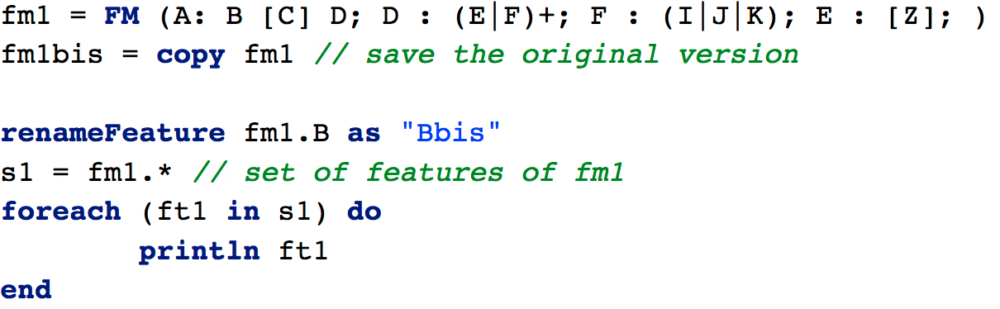 fm1 = FM (A: B [C] D; D : (E|F)+; F : (I|J|K); E : [Z]; )
fm1bis = copy fm1 // save the original version
renameFeature fm1.B as "Bbis"
s1 = fm1.* // set of features of fm1
foreach (ft1 in s1) do
println ft1
end